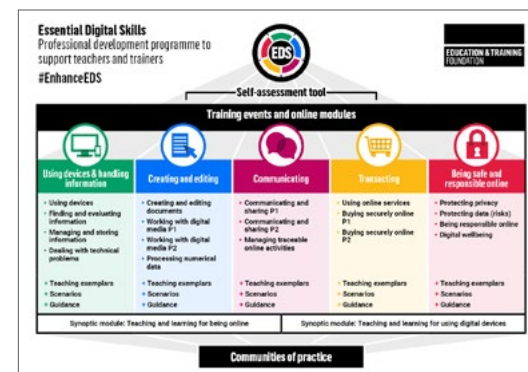 Essential Digital Skills
Professional development programme to
support teachers and trainers
#EnhanceEDS
EDS
EDUCATION & TRAINING
FOUNDATION
Self-assessment tool
Training events and online modules
Using devices & handling
information
• Using devices
• Finding and evaluating
information
• Managing and storing
information
• Dealing with technical
problems
+ Teaching exemplars
+ Scenarios
+ Guidance
Creating and editing
• Creating and editing
documents
• Working with digital
media P1
• Working with digital
media P2
• Processing numerical
data
+ Teaching exemplars
+ Scenarios
+ Guidance
Communicating
• Communicating and
sharing P1
• Communicating and
sharing P2
• Managing traceable
online activities
+ Teaching exemplars
+ Scenarios
+ Guidance
Transacting
• Using online services
• Buying securely online
P1
• Buying securely online
P2
+ Teaching exemplars
+ Scenarios
+ Guidance
Being safe and
responsible online
• Protecting privacy
• Protecting data (risks)
• Being responsible online
• Digital wellbeing
+ Teaching exemplars
+ Scenarios
+ Guidance
Synoptic module: Teaching and learning for being online
Synoptic module: Teaching and learning for using digital devices
Communities of practice